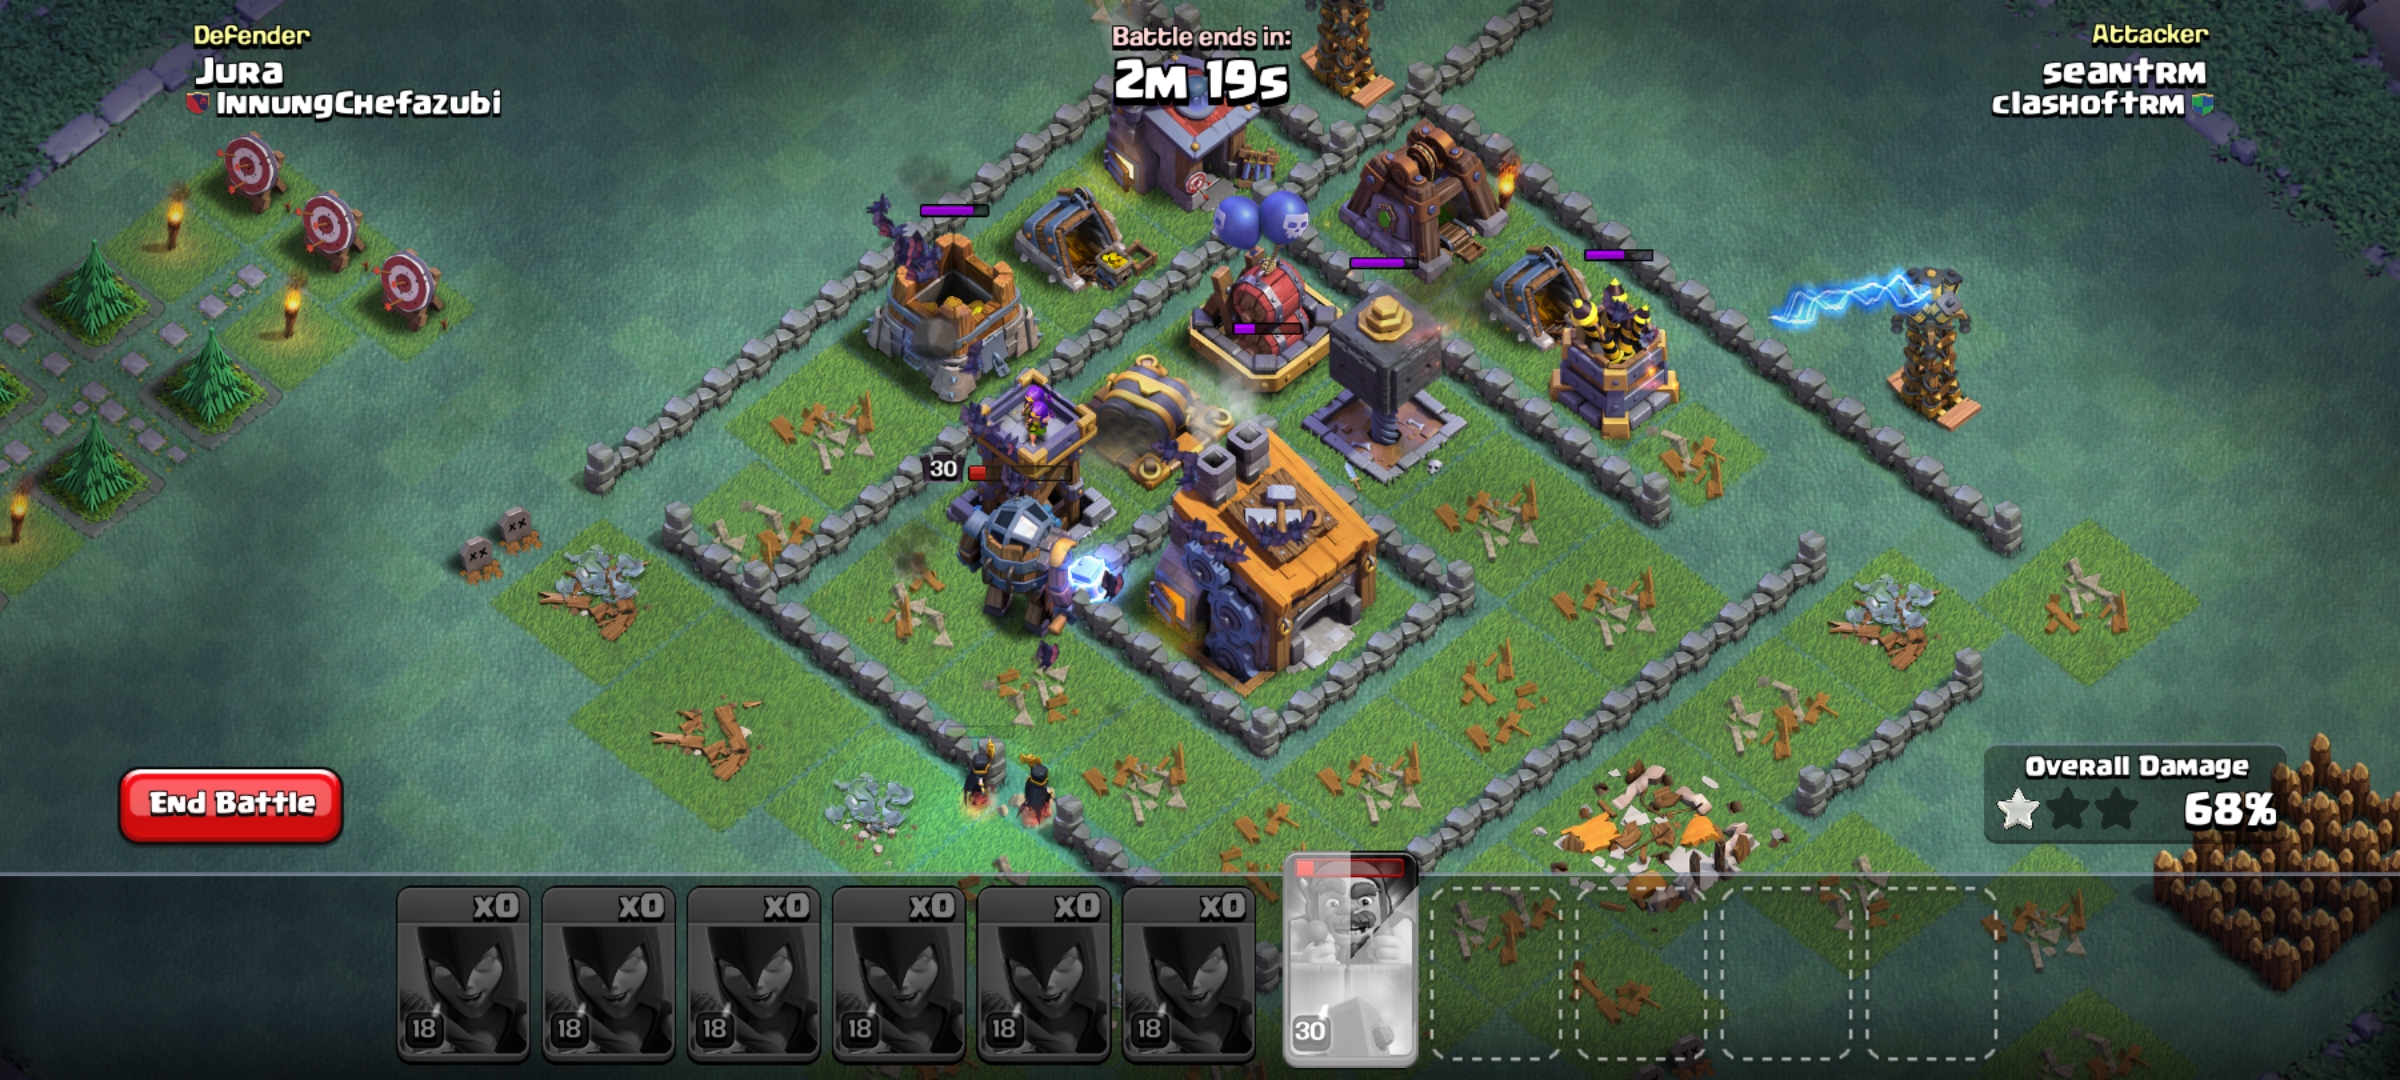 Defender
Jura
InnungChefazubi
Battle ends in:
2M 19s
Attacker
seantRM
clashoftRM
30
End Battle
Overall Damage
68%
x0 x0 x0 x0 x0 x0
18 18 18 18 18 18 30